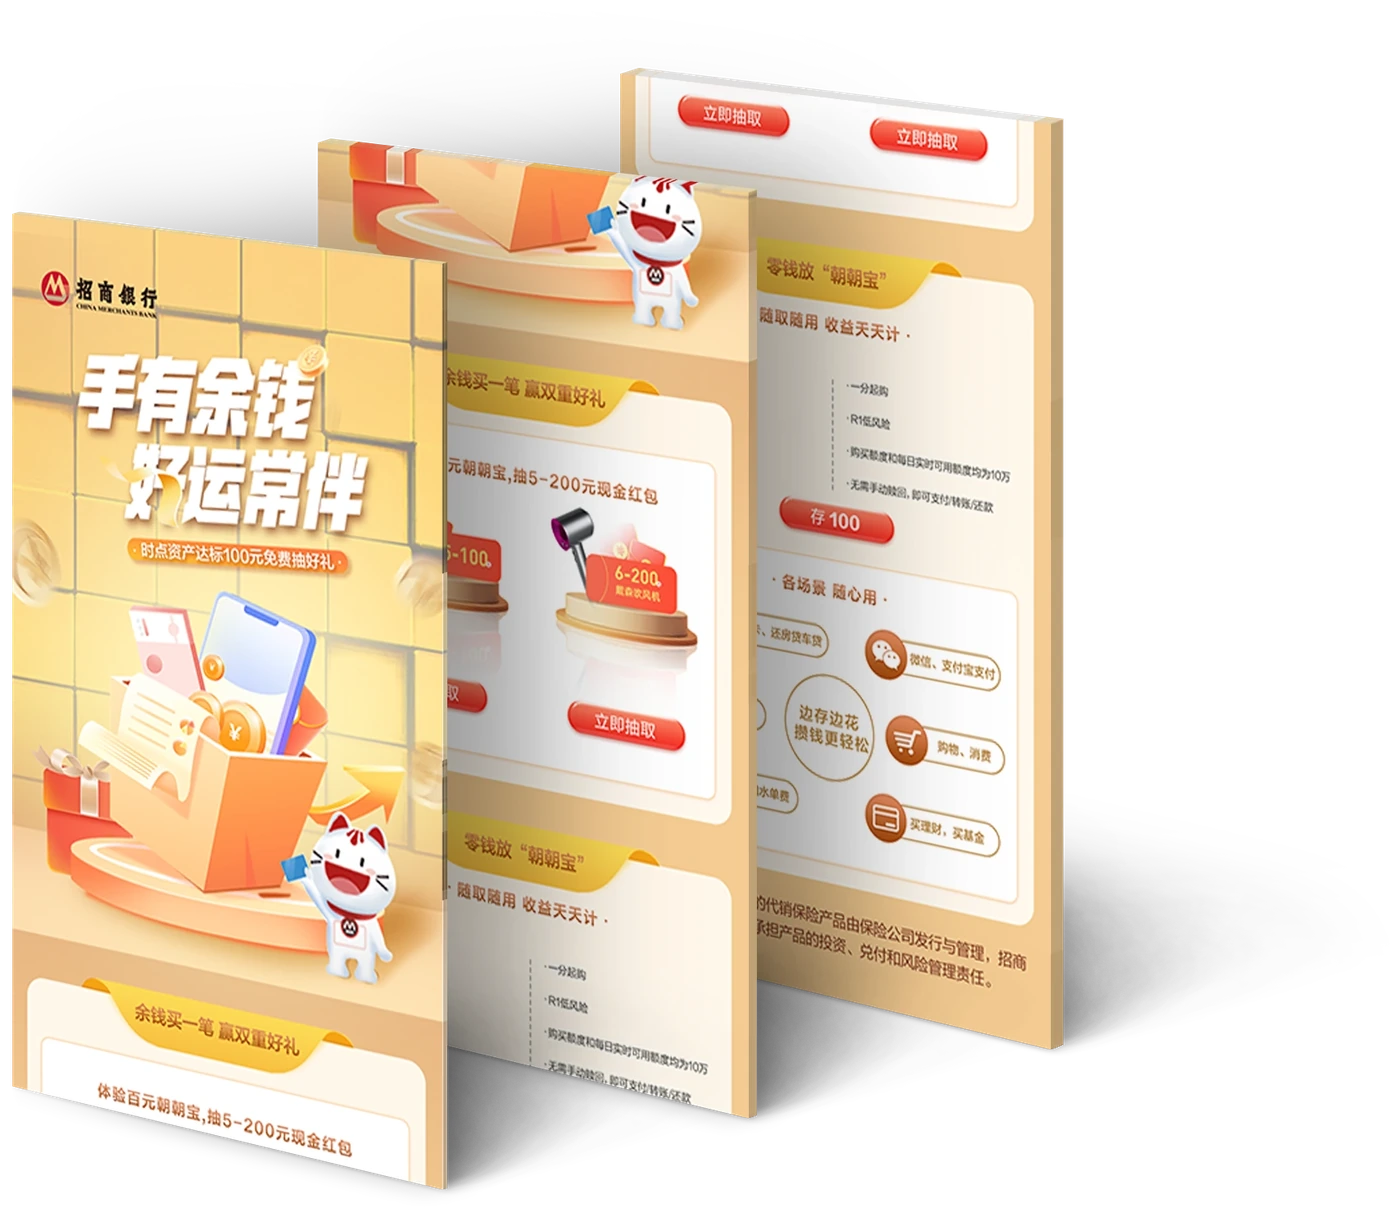 招商银行
CHINA MERCHANTS BANK
手有余钱
好运常伴
·时点资产达标100元免费抽好礼·
余钱买一笔 赢双重好礼
体验百元朝朝宝,抽5-200元现金红包
余钱买一笔 赢双重好礼
元朝朝宝,抽5-200元现金红包
5-100
6-200
戴森吹风机
取
立即抽取
零钱放“朝朝宝”
·随取随用 收益天天计·
·一分起购
·R1低风险
·购买额度和每日实时可用额度均为10万
·无需手动赎回,即可支付/转账/还款
立即抽取
立即抽取
零钱放“朝朝宝”
随取随用 收益天天计·
·一分起购
·R1低风险
·购买额度和每日实时可用额度均为10万
·无需手动赎回,即可支付/转账/还款
存100
·各场景 随心用·
、还房贷车贷
微信、支付宝支付
边存边花
攒钱更轻松
购物、消费
水单费
买理财,买基金
的代销保险产品由保险公司发行与管理,招商
承担产品的投资、兑付和风险管理责任。